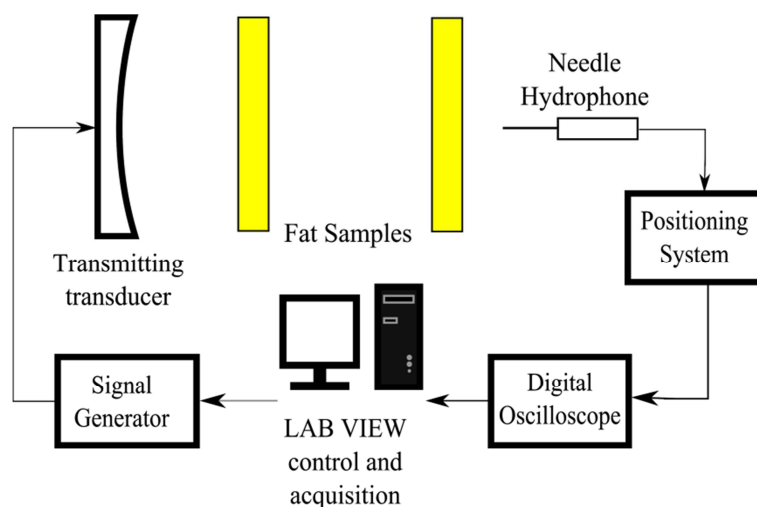 Needle
Hydrophone
Fat Samples
Positioning
System
Transmitting
transducer
Signal
Generator
LAB VIEW
control and
acquisition
Digital
Oscilloscope